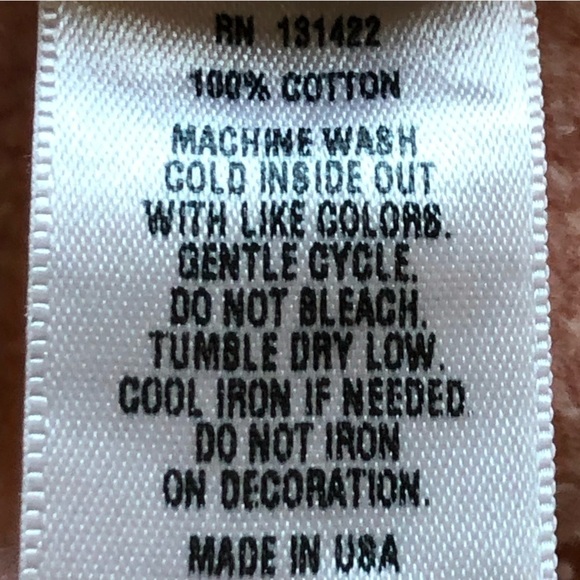 RN 131422
100% COTTON
MACHINE WASH
COLD INSIDE OUT
WITH LIKE COLORS.
GENTLE CYCLE.
DO NOT BLEACH.
TUMBLE DRY LOW.
COOL IRON IF NEEDED
DO NOT IRON
ON DECORATION.
MADE IN USA